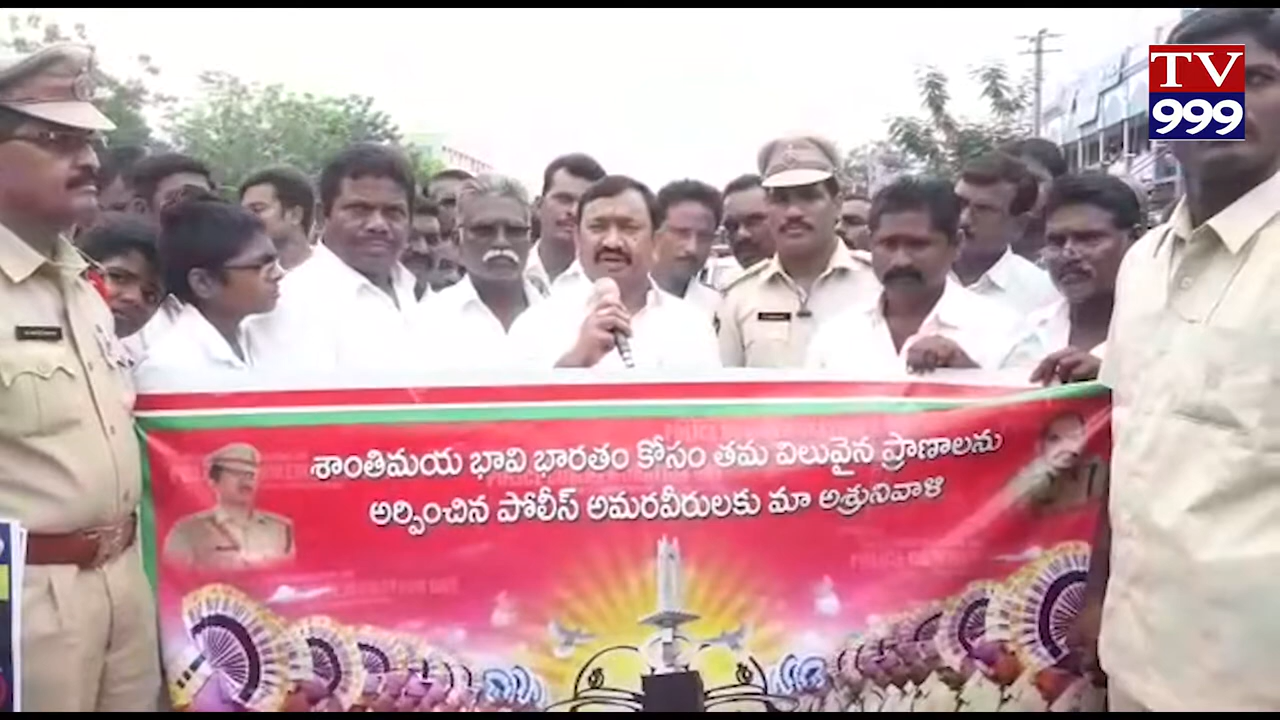 TV
999
శాంతిమయ భావి భారతం కోసం తమ విలువైన ప్రాణాలను
అర్పించిన పోలీస్ అమరవీరులకు మా అశ్రునివాళి